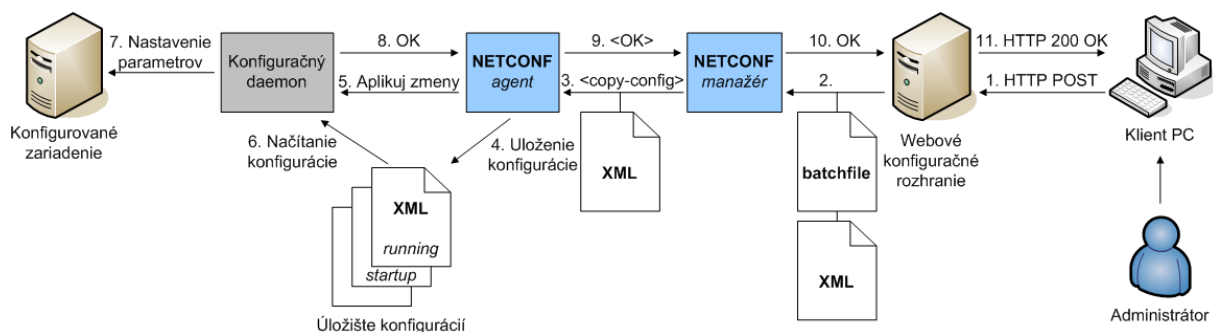 7. Nastavenie
parametrov
8. OK
9. <OK>
10. OK
11. HTTP 200 OK
Konfiguračný
daemon
NETCONF
agent
NETCONF
manažér
5. Aplikuj zmeny
3. <copy-config>
2.
1. HTTP POST
Konfigurované
zariadenie
6. Načítanie
konfigurácie
4. Uloženie
konfigurácie
XML
batchfile
XML
Webové
konfiguračné
rozhranie
Klient PC
XML
running
startup
Úložište konfigurácií
Administrátor